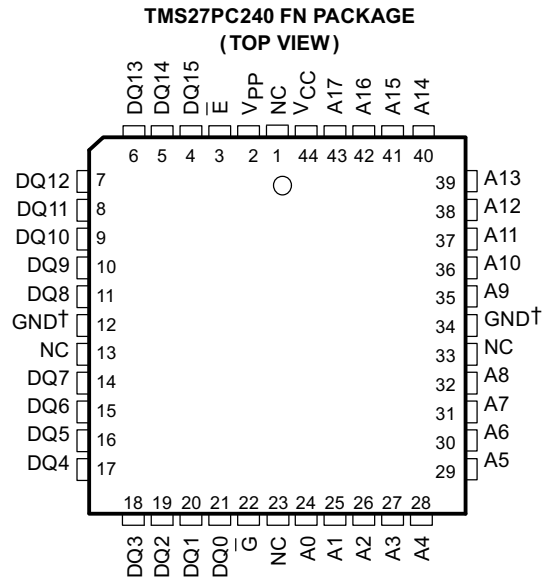 TMS27PC240 FN PACKAGE
(TOP VIEW)
DQ13 DQ14 DQ15 E VPP NC VCC A17 A16 A15 A14
6 5 4 3 2 1 44 43 42 41 40
DQ12 7 39 A13
DQ11 8 38 A12
DQ10 9 37 A11
DQ9 10 36 A10
DQ8 11 35 A9
GND† 12 34 GND†
NC 13 33 NC
DQ7 14 32 A8
DQ6 15 31 A7
DQ5 16 30 A6
DQ4 17 29 A5
18 19 20 21 22 23 24 25 26 27 28
DQ3 DQ2 DQ1 DQ0 G NC A0 A1 A2 A3 A4